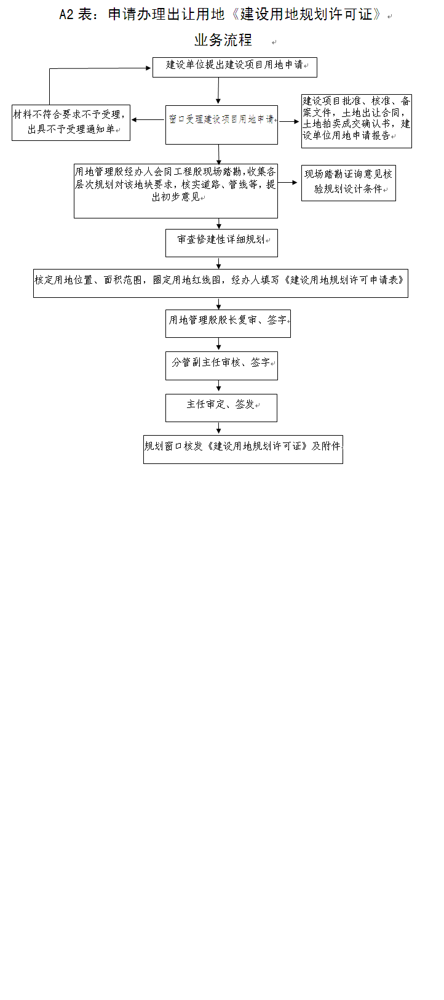 A2表：申请办理出让用地《建设用地规划许可证》
业务流程
建设单位提出建设项目用地申请
材料不符合要求不予受理，
出具不予受理通知单
窗口受理建设项目用地申请
建设项目批准、核准、备
案文件，土地出让合同，
土地拍卖成交确认书，建
设单位用地申请报告
用地管理股经办人会同工程股现场踏勘，收集各
层次规划对该地块要求，核实道路、管线等，提
出初步意见
现场踏勘证询意见核
验规划设计条件
审查修建性详细规划
核定用地位置、面积范围，圈定用地红线图，经办人填写《建设用地规划许可申请表》
用地管理股股长复审、签字
分管副主任审核、签字
主任审定、签发
规划窗口核发《建设用地规划许可证》及附件